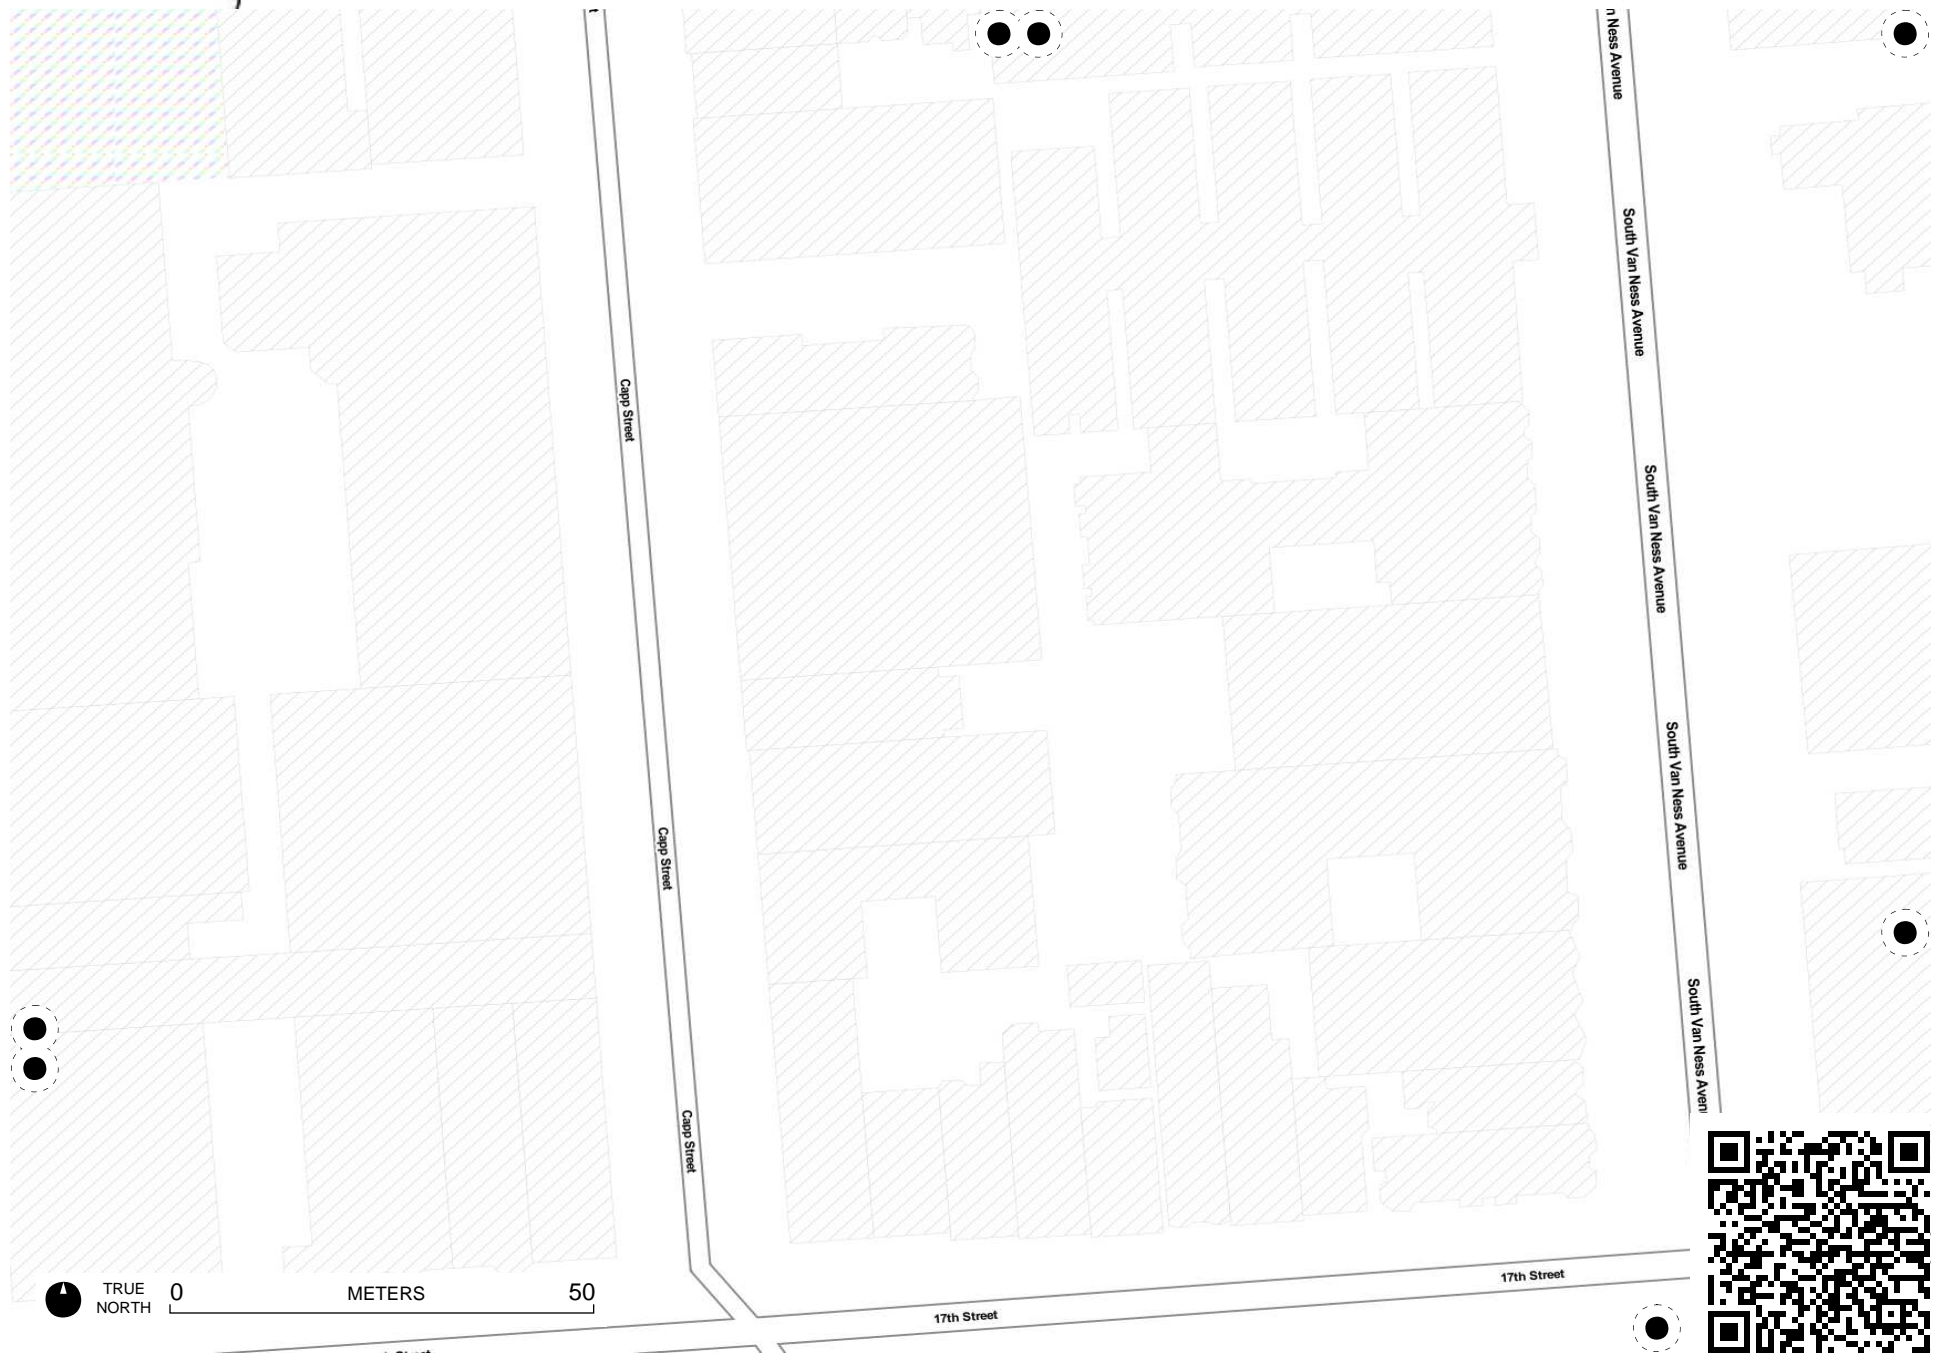 n Ness Avenue
South Van Ness Avenue
Capp Street
South Van Ness Avenue
South Van Ness Avenue
Capp Street
South Van Ness Aven
Capp Street
17th Street
17th Street
TRUE
NORTH
0
METERS
50